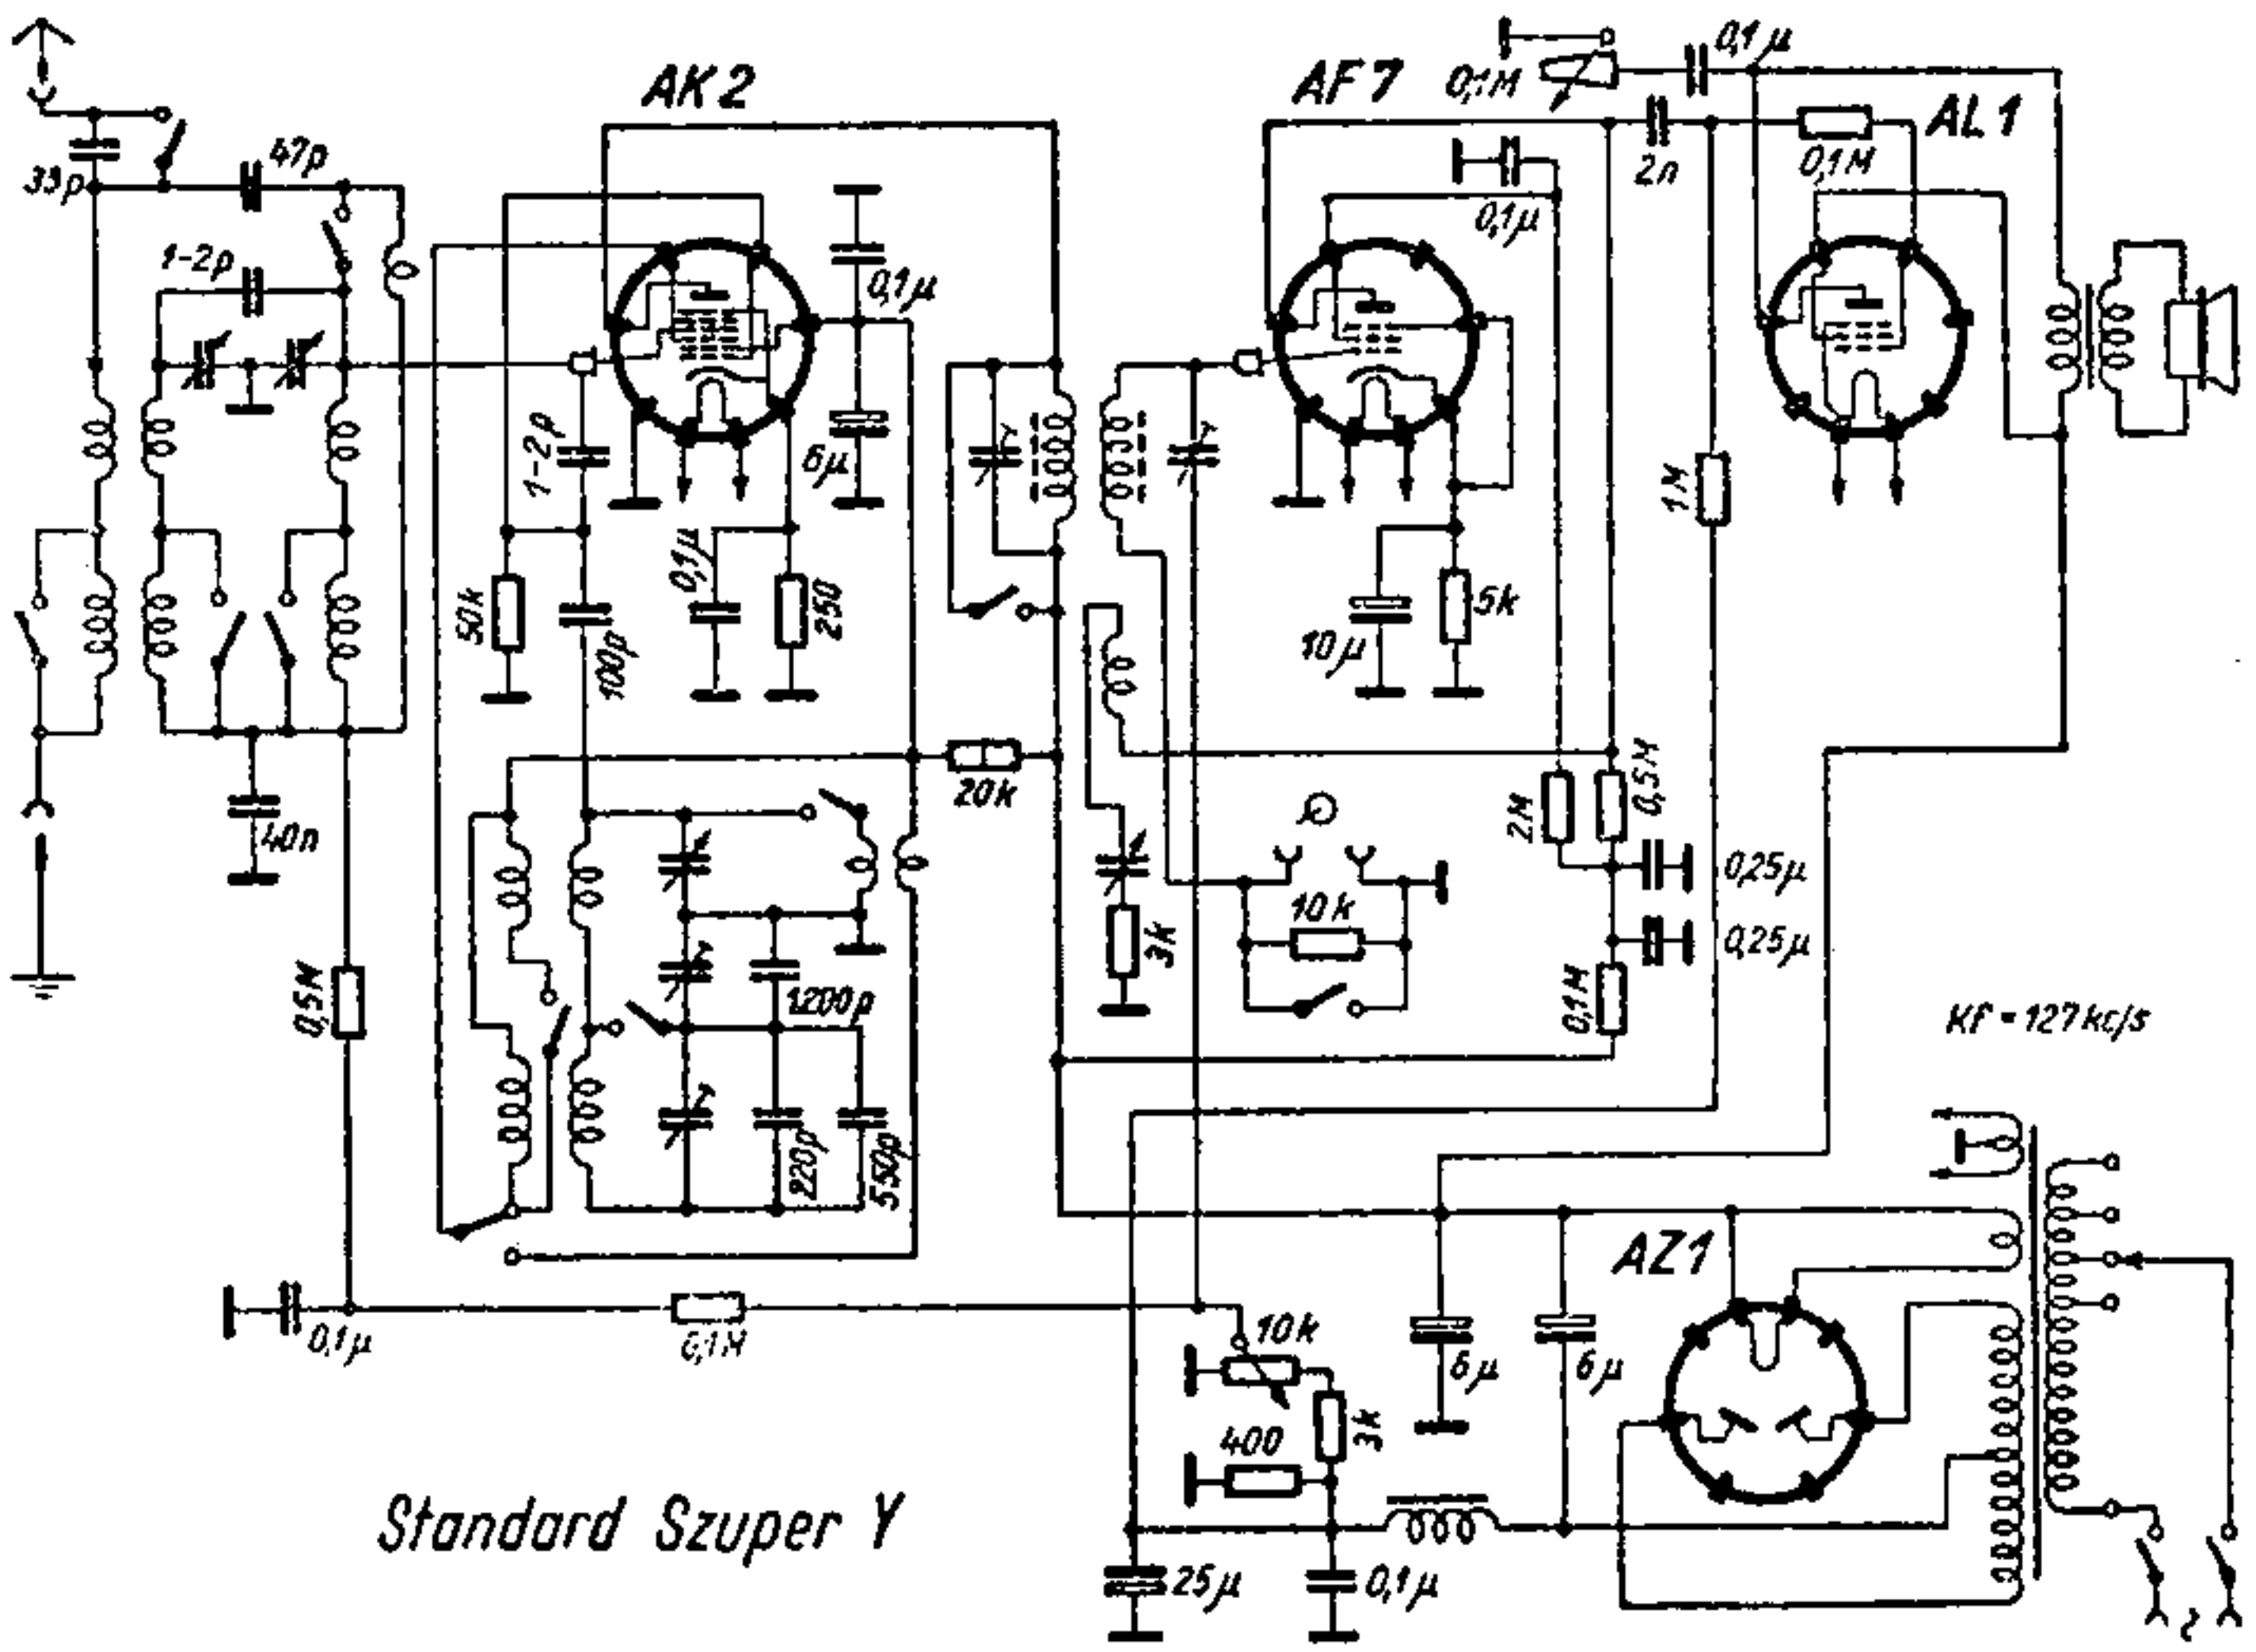 AK2
AF7
0,1M
0,1μ
AL1
33p
47p
2n
0,1M
0,1μ
1-2p
0,1μ
1-2p
6μ
1M
0,1μ
50k
100p
250
10μ
5k
20k
40n
2M
0,5M
0,25μ
10k
3k
0,25μ
0,5M
1200p
0,1M
Kf = 127 kc/s
220p
550p
AZ1
0,1μ
0,1M
10k
6μ
6μ
3k
400
Standard Szuper Y
25μ
0,1μ
~